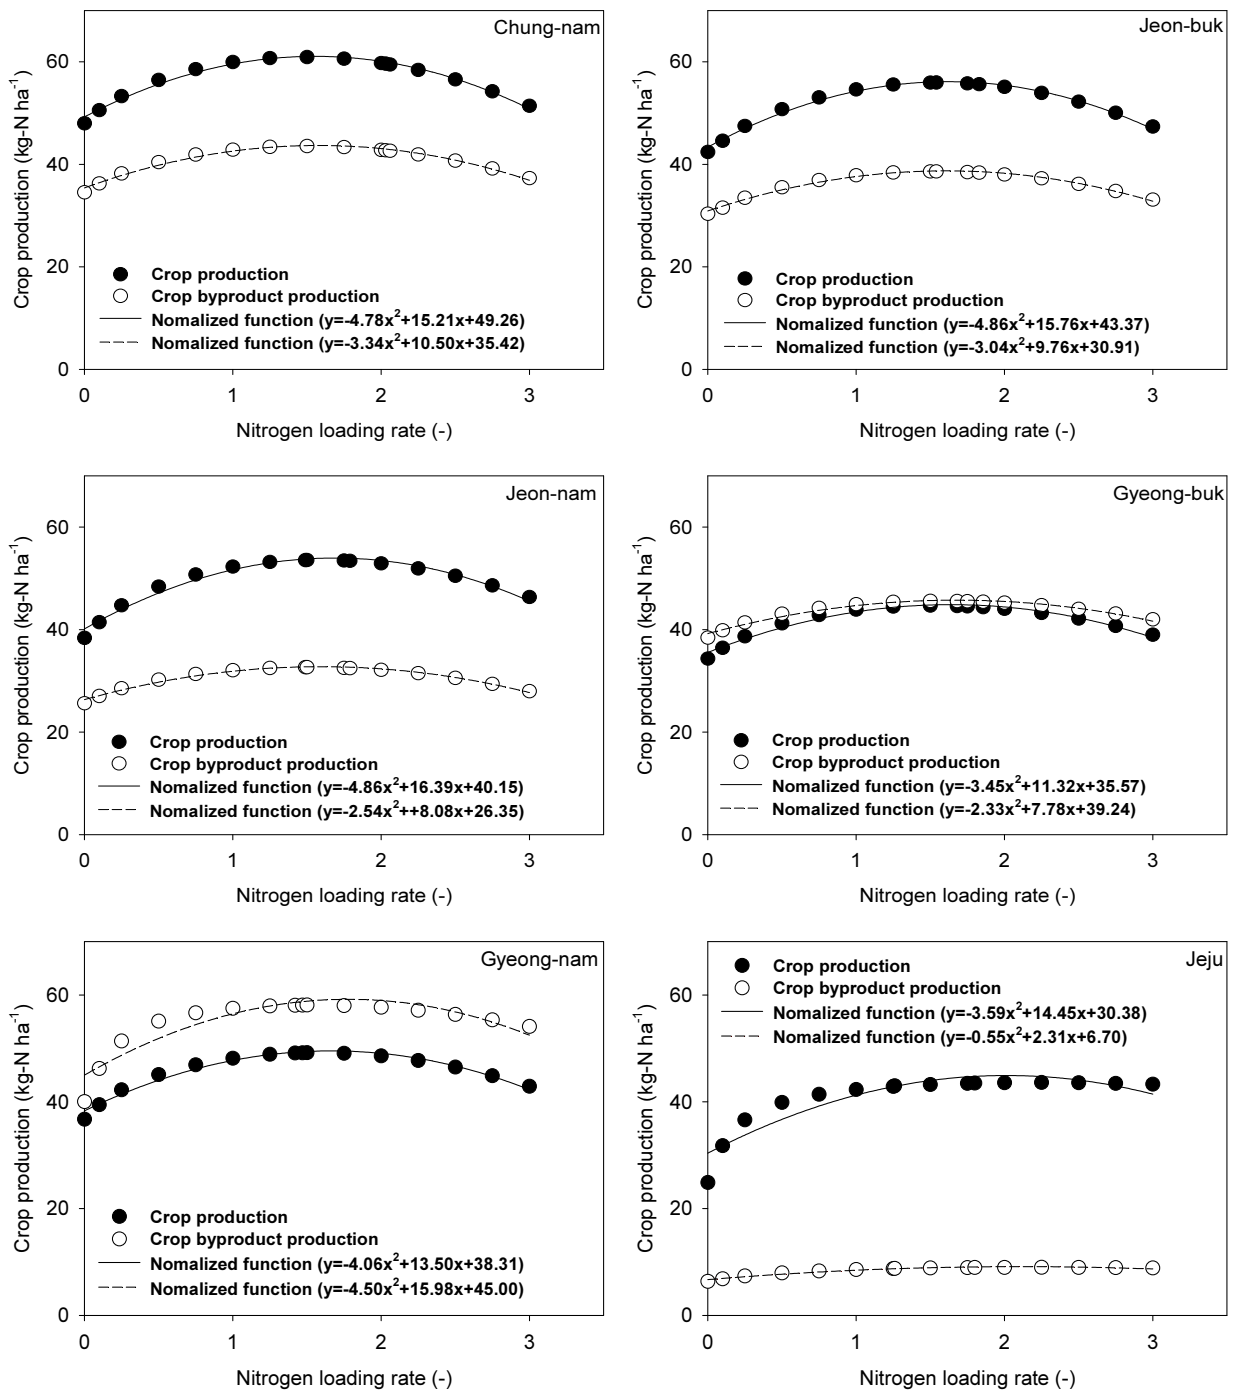 Chung-nam
Crop production (kg-N ha⁻¹)
60
40
20
0
Crop production
Crop byproduct production
Nomalized function (y=-4.78x²+15.21x+49.26)
Nomalized function (y=-3.34x²+10.50x+35.42)
0 1 2 3
Nitrogen loading rate (-)
Jeon-buk
Crop production (kg-N ha⁻¹)
60
40
20
0
Crop production
Crop byproduct production
Nomalized function (y=-4.86x²+15.76x+43.37)
Nomalized function (y=-3.04x²+9.76x+30.91)
0 1 2 3
Nitrogen loading rate (-)
Jeon-nam
Crop production (kg-N ha⁻¹)
60
40
20
0
Crop production
Crop byproduct production
Nomalized function (y=-4.86x²+16.39x+40.15)
Nomalized function (y=-2.54x²++8.08x+26.35)
0 1 2 3
Nitrogen loading rate (-)
Gyeong-buk
Crop production (kg-N ha⁻¹)
60
40
20
0
Crop production
Crop byproduct production
Nomalized function (y=-3.45x²+11.32x+35.57)
Nomalized function (y=-2.33x²+7.78x+39.24)
0 1 2 3
Nitrogen loading rate (-)
Gyeong-nam
Crop production (kg-N ha⁻¹)
60
40
20
0
Crop production
Crop byproduct production
Nomalized function (y=-4.06x²+13.50x+38.31)
Nomalized function (y=-4.50x²+15.98x+45.00)
0 1 2 3
Nitrogen loading rate (-)
Jeju
Crop production (kg-N ha⁻¹)
Crop production
Crop byproduct production
Nomalized function (y=-3.59x²+14.45x+30.38)
Nomalized function (y=-0.55x²+2.31x+6.70)
60
40
20
0
0 1 2 3
Nitrogen loading rate (-)